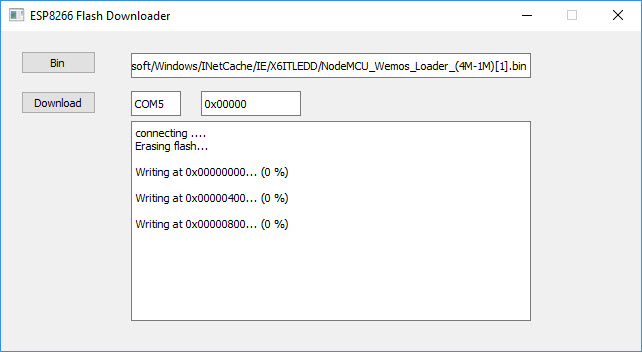 ESP8266 Flash Downloader
Bin
soft/Windows/INetCache/IE/X6ITLEDD/NodeMCU_Wemos_Loader_(4M-1M)[1].bin
Download
COM5
0x00000
connecting ....
Erasing flash...
Writing at 0x00000000... (0 %)
Writing at 0x00000400... (0 %)
Writing at 0x00000800... (0 %)